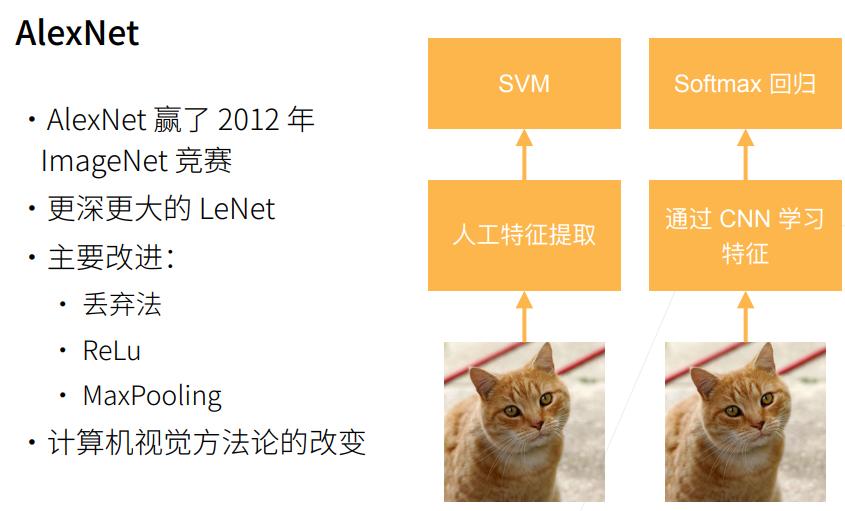 AlexNet
• AlexNet 赢了 2012 年
ImageNet 竞赛
• 更深更大的 LeNet
• 主要改进：
• 丢弃法
• ReLu
• MaxPooling
• 计算机视觉方法论的改变
SVM
人工特征提取
Softmax 回归
通过 CNN 学习
特征